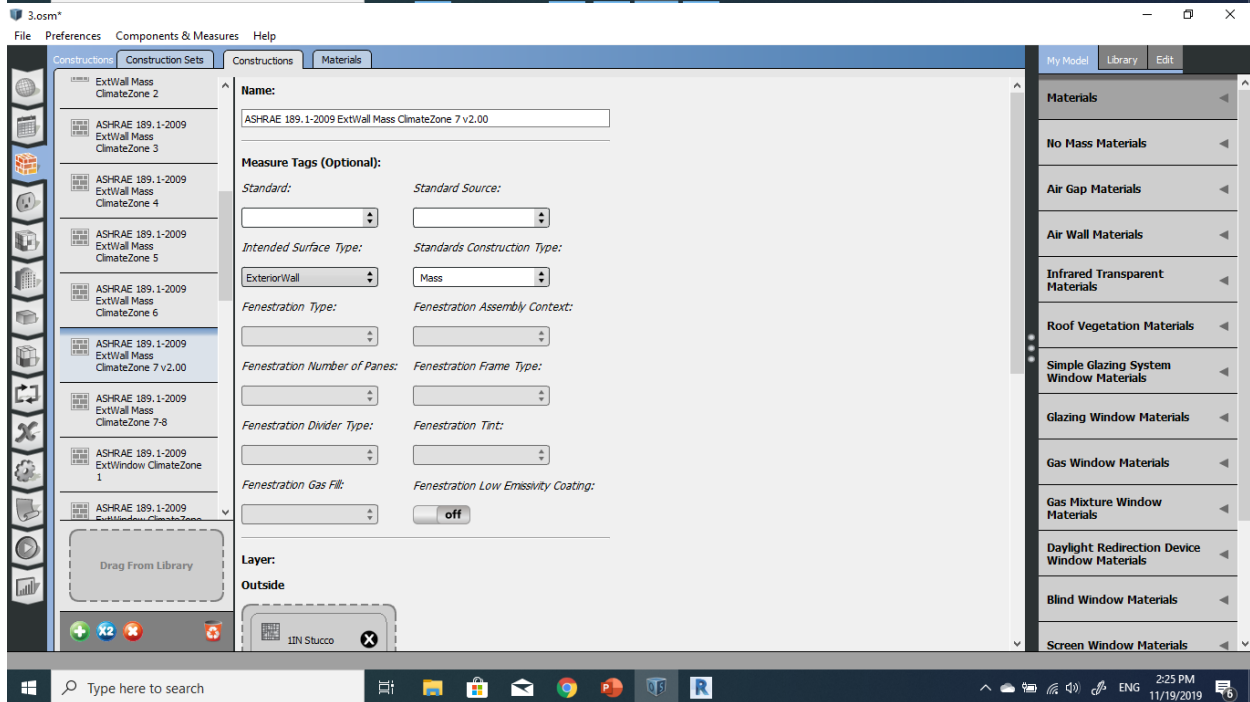 3.osm*
File Preferences Components & Measures Help
Constructions Construction Sets Constructions Materials
My Model Library Edit
ExtWall Mass
ClimateZone 2
ASHRAE 189.1-2009
ExtWall Mass
ClimateZone 3
ASHRAE 189.1-2009
ExtWall Mass
ClimateZone 4
ASHRAE 189.1-2009
ExtWall Mass
ClimateZone 5
ASHRAE 189.1-2009
ExtWall Mass
ClimateZone 6
ASHRAE 189.1-2009
ExtWall Mass
ClimateZone 7 v2.00
ASHRAE 189.1-2009
ExtWall Mass
ClimateZone 7-8
ASHRAE 189.1-2009
ExtWindow ClimateZone
1
ASHRAE 189.1-2009
ExtWindow ClimateZone
Drag From Library
X2
Name:
ASHRAE 189.1-2009 ExtWall Mass ClimateZone 7 v2.00
Measure Tags (Optional):
Standard: Standard Source:
Intended Surface Type: Standards Construction Type:
ExteriorWall Mass
Fenestration Type: Fenestration Assembly Context:
Fenestration Number of Panes: Fenestration Frame Type:
Fenestration Divider Type: Fenestration Tint:
Fenestration Gas Fill: Fenestration Low Emissivity Coating:
off
Layer:
Outside
1IN Stucco
Materials
No Mass Materials
Air Gap Materials
Air Wall Materials
Infrared Transparent
Materials
Roof Vegetation Materials
Simple Glazing System
Window Materials
Glazing Window Materials
Gas Window Materials
Gas Mixture Window
Materials
Daylight Redirection Device
Window Materials
Blind Window Materials
Screen Window Materials
Type here to search
ENG
2:25 PM
11/19/2019
6